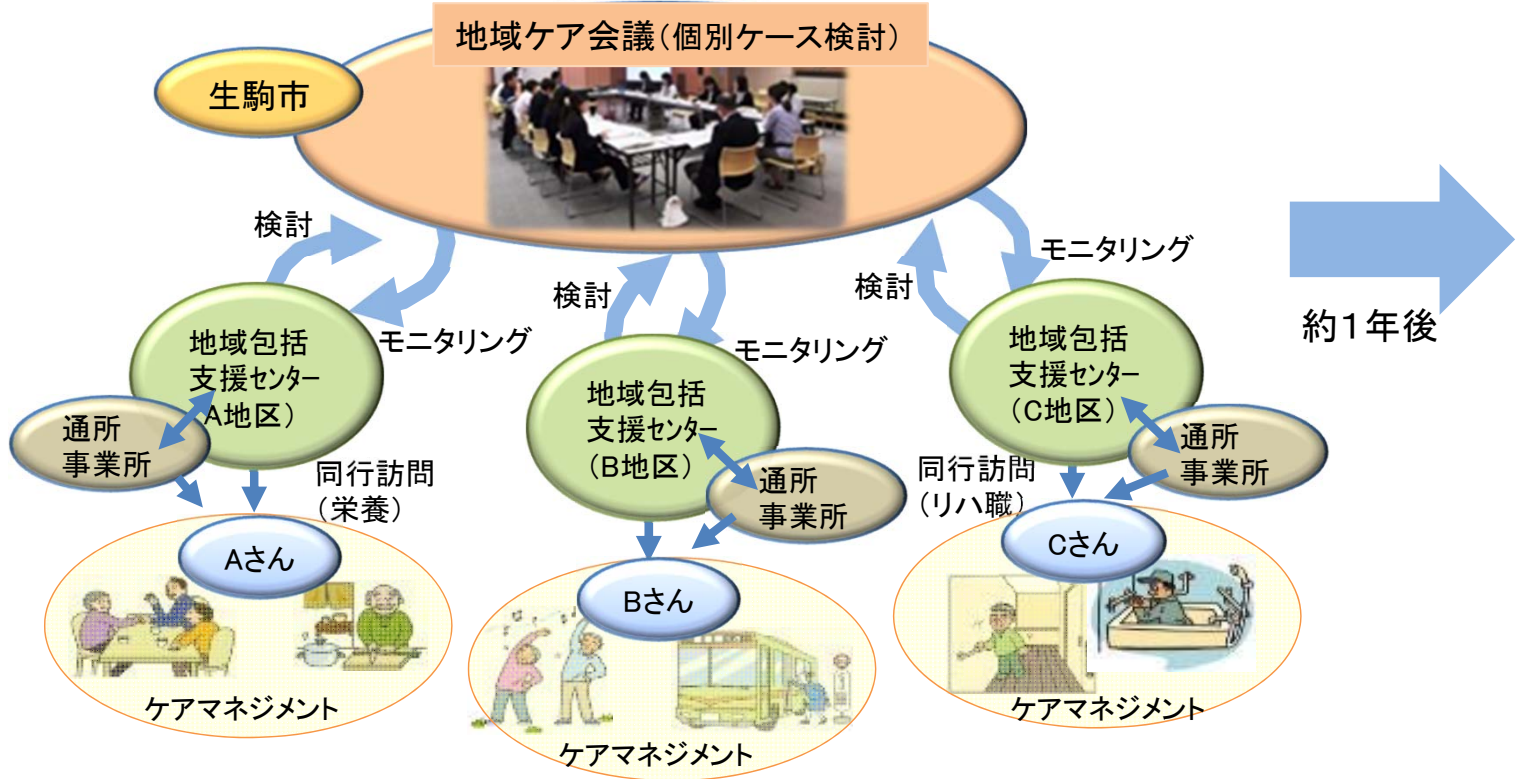 地域ケア会議(個別ケース検討)
生駒市
検討
モニタリング
検討
モニタリング
検討
モニタリング
約１年後
地域包括
支援センター
A地区)
通所
事業所
同行訪問
(栄養)
Aさん
ケアマネジメント
地域包括
支援センター
(B地区)
通所
事業所
Bさん
ケアマネジメント
地域包括
支援センター
(C地区)
通所
事業所
同行訪問
(リハ職)
Cさん
ケアマネジメント